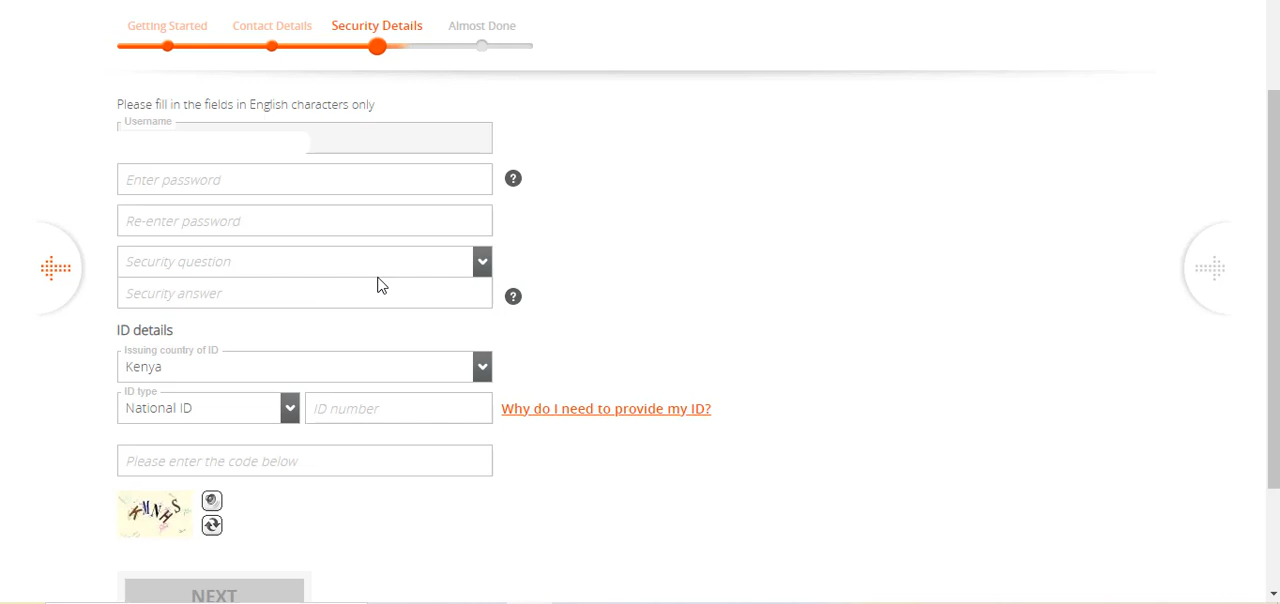 Getting Started Contact Details Security Details Almost Done
Please fill in the fields in English characters only
Username
Enter password
?
Re-enter password
Security question
Security answer
?
ID details
Issuing country of ID
Kenya
ID type
National ID
ID number
Why do I need to provide my ID?
Please enter the code below
KMNHS
NEXT